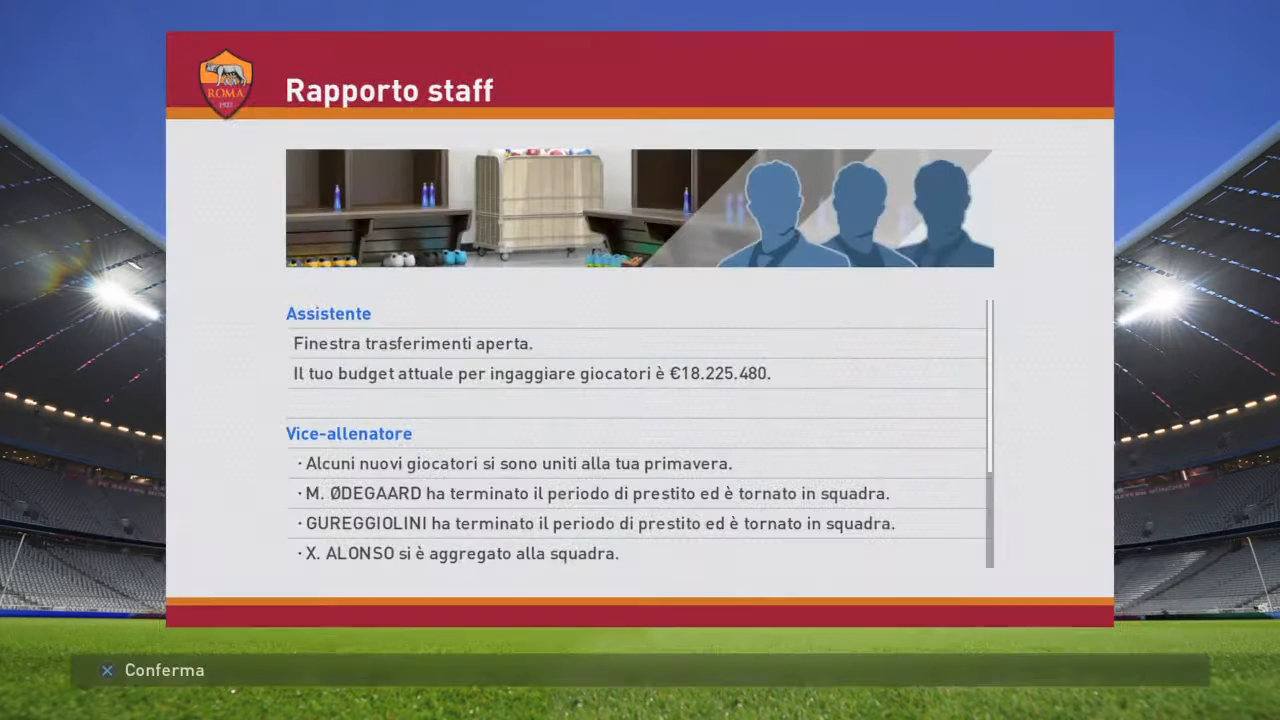 ROMA
1927
Rapporto staff
Assistente
Finestra trasferimenti aperta.
Il tuo budget attuale per ingaggiare giocatori è €18.225.480.
Vice-allenatore
· Alcuni nuovi giocatori si sono uniti alla tua primavera.
· M. ØDEGAARD ha terminato il periodo di prestito ed è tornato in squadra.
· GUREGGIOLINI ha terminato il periodo di prestito ed è tornato in squadra.
· X. ALONSO si è aggregato alla squadra.
Conferma